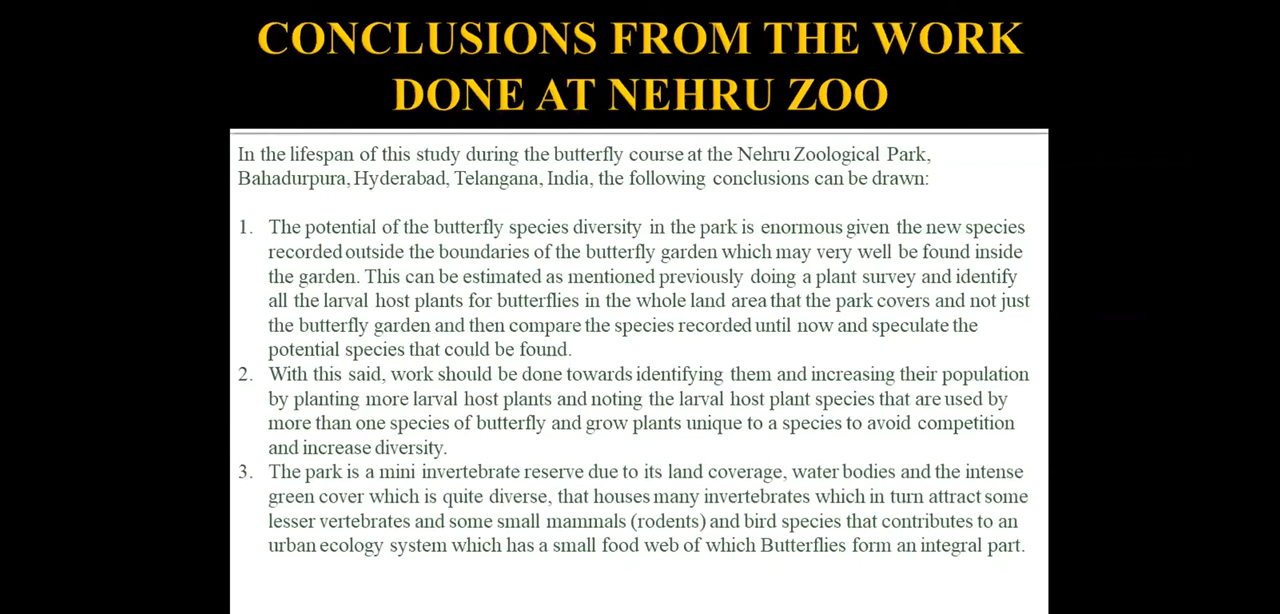 CONCLUSIONS FROM THE WORK
DONE AT NEHRU ZOO
In the lifespan of this study during the butterfly course at the Nehru Zoological Park,
Bahadurpura, Hyderabad, Telangana, India, the following conclusions can be drawn:
1. The potential of the butterfly species diversity in the park is enormous given the new species
recorded outside the boundaries of the butterfly garden which may very well be found inside
the garden. This can be estimated as mentioned previously doing a plant survey and identify
all the larval host plants for butterflies in the whole land area that the park covers and not just
the butterfly garden and then compare the species recorded until now and speculate the
potential species that could be found.
2. With this said, work should be done towards identifying them and increasing their population
by planting more larval host plants and noting the larval host plant species that are used by
more than one species of butterfly and grow plants unique to a species to avoid competition
and increase diversity.
3. The park is a mini invertebrate reserve due to its land coverage, water bodies and the intense
green cover which is quite diverse, that houses many invertebrates which in turn attract some
lesser vertebrates and some small mammals (rodents) and bird species that contributes to an
urban ecology system which has a small food web of which Butterflies form an integral part.